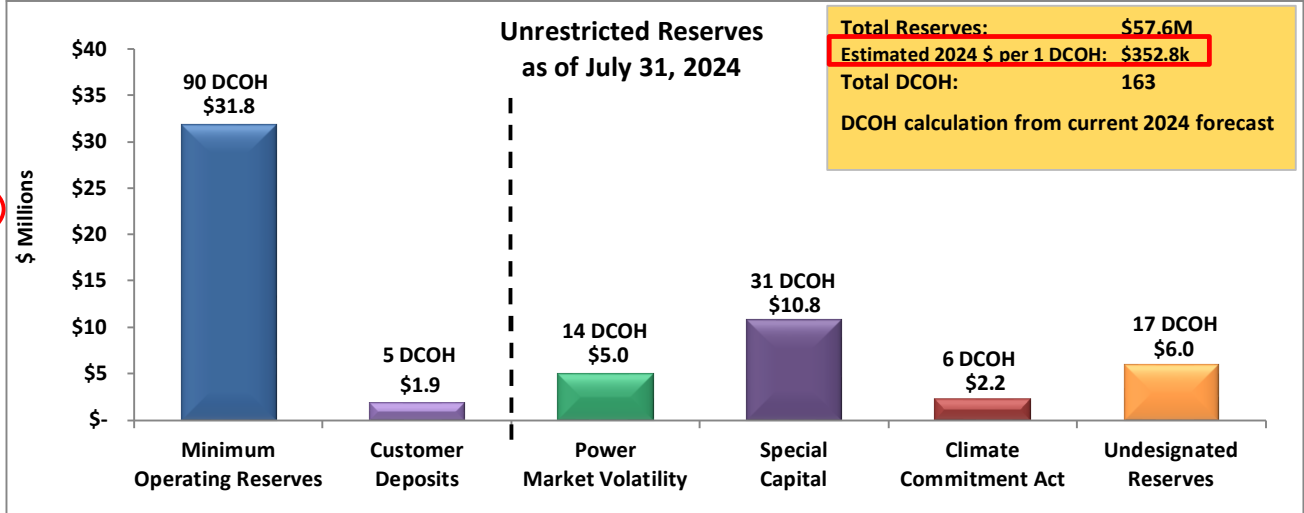 Unrestricted Reserves
as of July 31, 2024
Total Reserves: $57.6M
Estimated 2024 $ per 1 DCOH: $352.8k
Total DCOH: 163
DCOH calculation from current 2024 forecast
$ Millions
$40
$35
$30
$25
$20
$15
$10
$5
$-
90 DCOH
$31.8
5 DCOH
$1.9
14 DCOH
$5.0
31 DCOH
$10.8
6 DCOH
$2.2
17 DCOH
$6.0
Minimum
Operating Reserves
Customer
Deposits
Power
Market Volatility
Special
Capital
Climate
Commitment Act
Undesignated
Reserves